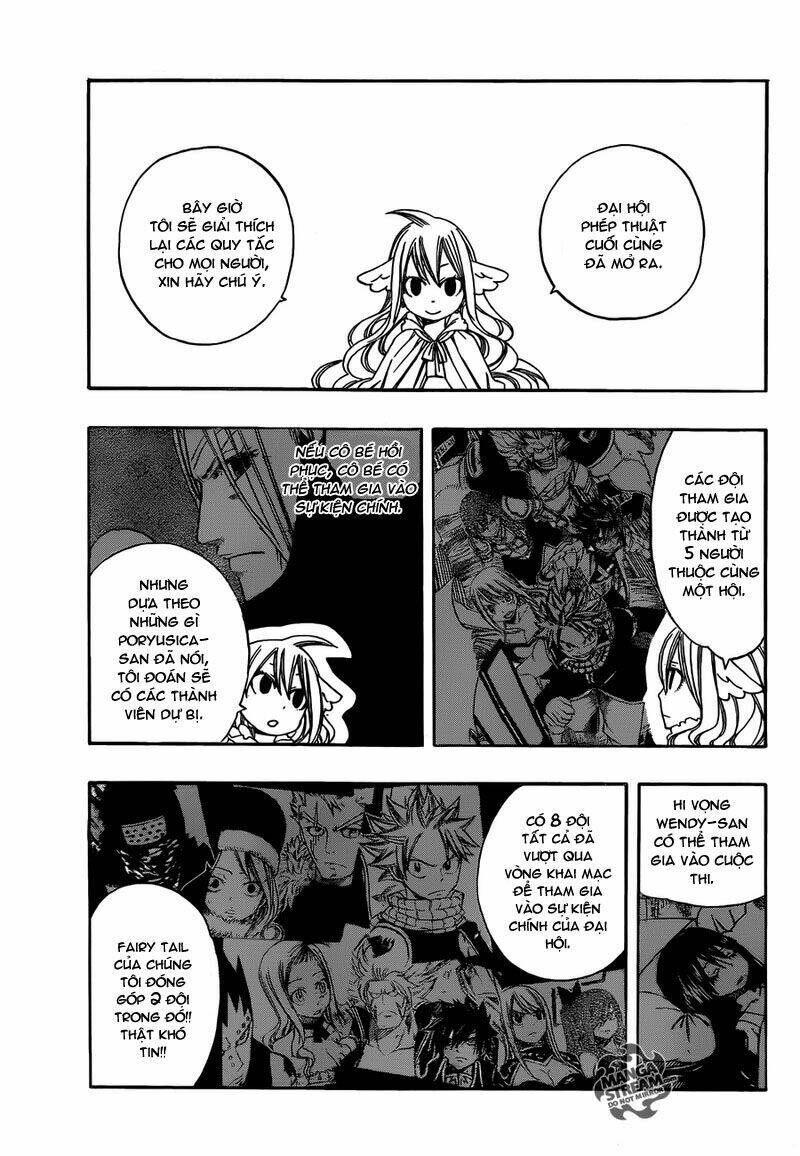 ĐẠI HỘI
PHÉP THUẬT
CUỐI CÙNG
ĐÃ MỞ RA.
BÂY GIỜ
TÔI SẼ GIẢI THÍCH
LẠI CÁC QUY TẮC
CHO MỌI NGƯỜI,
XIN HÃY CHÚ Ý.
CÁC ĐỘI
THAM GIA
ĐƯỢC TẠO
THÀNH TỪ
5 NGƯỜI
THUỘC CÙNG
MỘT HỘI.
NẾU CÔ BÉ HỒI
PHỤC, CÔ BÉ CÓ
THỂ THAM GIA VÀO
SỰ KIỆN CHÍNH.
NHƯNG
DỰA THEO
NHỮNG GÌ
PORYUSICA-
SAN ĐÃ NÓI,
TÔI ĐOÁN SẼ
CÓ CÁC THÀNH
VIÊN DỰ BỊ.
HI VỌNG
WENDY-SAN
CÓ THỂ THAM
GIA VÀO CUỘC
THI.
CÓ 8 ĐỘI
TẤT CẢ ĐÃ
VƯỢT QUA
VÒNG KHAI MẠC
ĐỂ THAM GIA
VÀO SỰ KIỆN
CHÍNH CỦA ĐẠI
HỘI.
FAIRY TAIL
CỦA CHÚNG
TÔI ĐÓNG
GÓP 2 ĐỘI
TRONG ĐÓ!!
THẬT KHÓ
TIN!!
MANGA
STREAM
DO NOT MIRROR